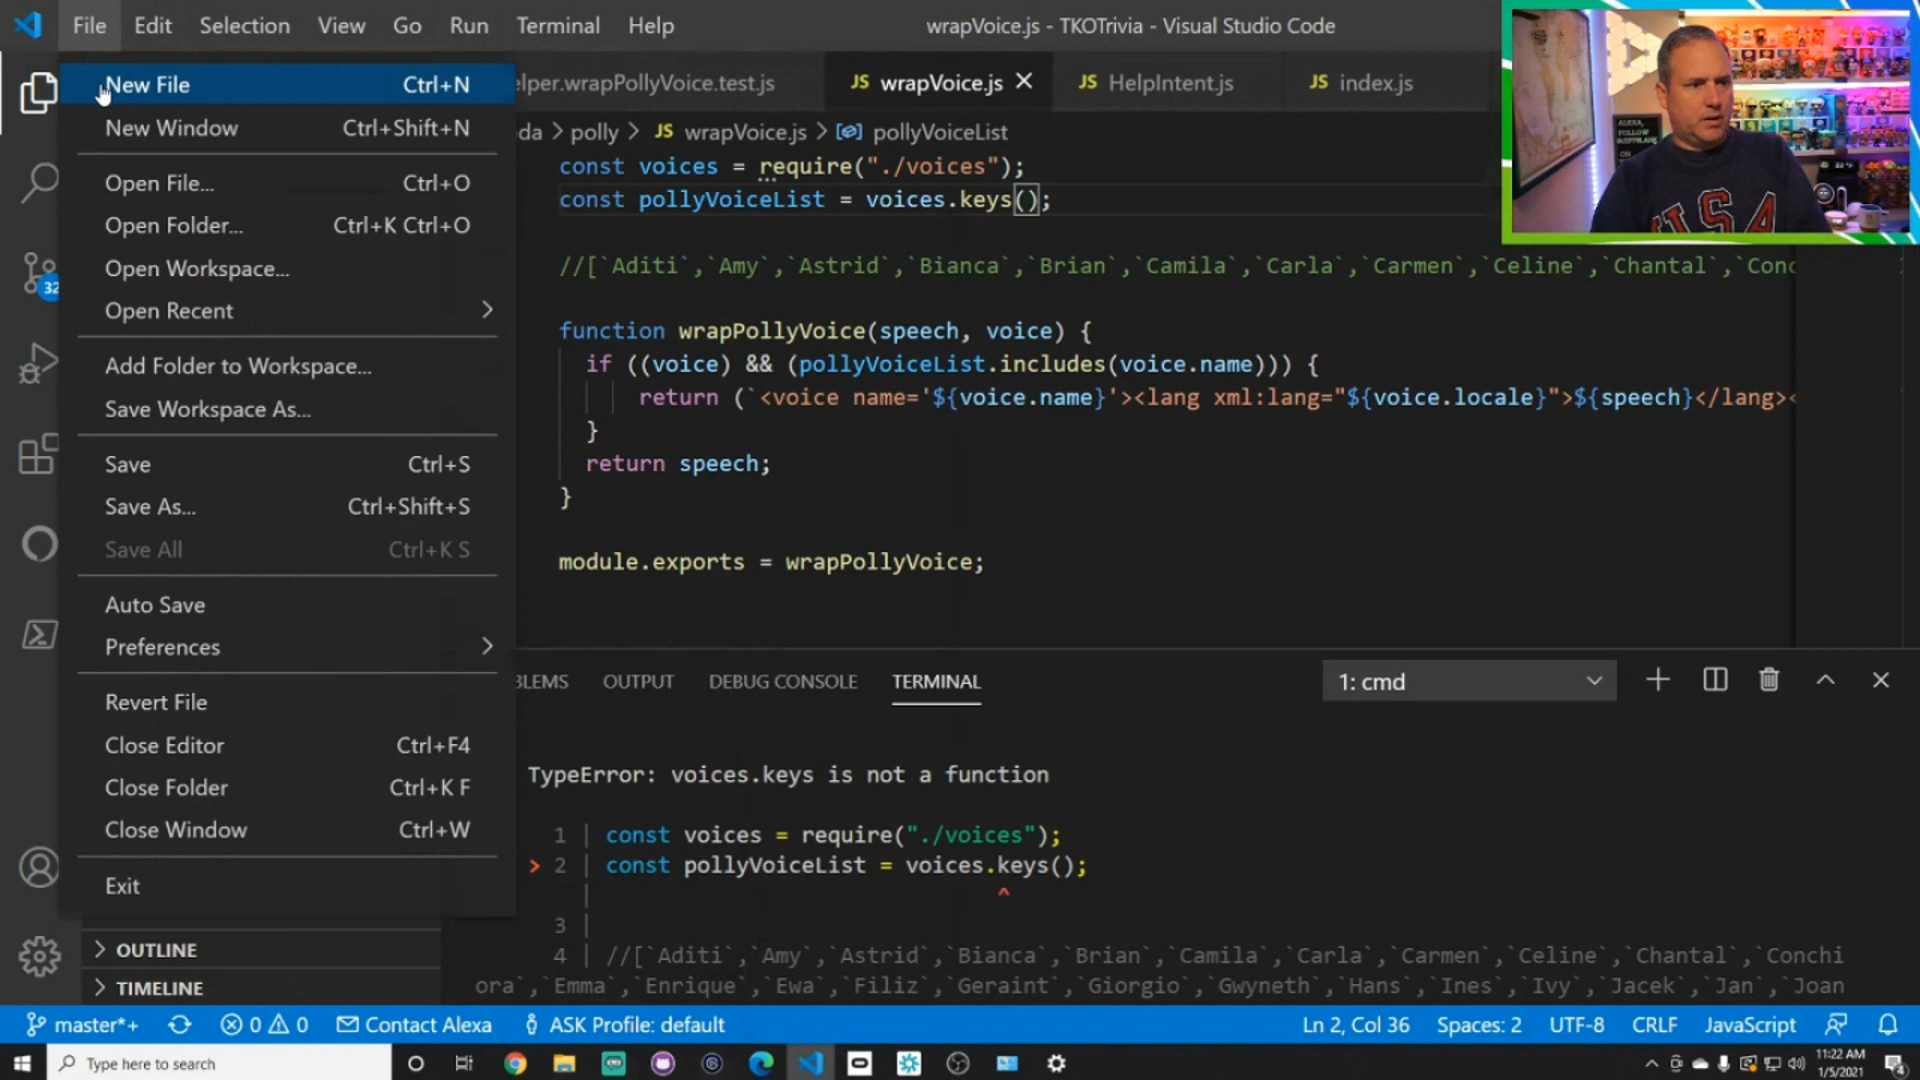 File Edit Selection View Go Run Terminal Help
wrapVoice.js - TKOTrivia - Visual Studio Code
New File Ctrl+N
New Window Ctrl+Shift+N
Open File... Ctrl+O
Open Folder... Ctrl+K Ctrl+O
Open Workspace...
Open Recent
Add Folder to Workspace...
Save Workspace As...
Save Ctrl+S
Save As... Ctrl+Shift+S
Save All Ctrl+K S
Auto Save
Preferences
Revert File
Close Editor Ctrl+F4
Close Folder Ctrl+K F
Close Window Ctrl+W
Exit
32
OUTLINE
TIMELINE
elper.wrapPollyVoice.test.js JS wrapVoice.js JS HelpIntent.js JS index.js
da > polly > JS wrapVoice.js > pollyVoiceList
const voices = require("./voices");
const pollyVoiceList = voices.keys();
//[`Aditi`,`Amy`,`Astrid`,`Bianca`,`Brian`,`Camila`,`Carla`,`Carmen`,`Celine`,`Chantal`,`Conc
function wrapPollyVoice(speech, voice) {
if ((voice) && (pollyVoiceList.includes(voice.name))) {
return (`<voice name='${voice.name}'><lang xml:lang="${voice.locale}">${speech}</lang><
}
return speech;
}
module.exports = wrapPollyVoice;
BLEMS OUTPUT DEBUG CONSOLE TERMINAL 1: cmd
TypeError: voices.keys is not a function
1 | const voices = require("./voices");
> 2 | const pollyVoiceList = voices.keys();
| ^
3 |
4 | //[`Aditi`,`Amy`,`Astrid`,`Bianca`,`Brian`,`Camila`,`Carla`,`Carmen`,`Celine`,`Chantal`,`Conchi
ora`,`Emma`,`Enrique`,`Ewa`,`Filiz`,`Geraint`,`Giorgio`,`Gwyneth`,`Hans`,`Ines`,`Ivy`,`Jacek`,`Jan`,`Joan
master*+ 0 0 Contact Alexa ASK Profile: default Ln 2, Col 36 Spaces: 2 UTF-8 CRLF JavaScript
Type here to search
11:22 AM
1/5/2021
4
ALEXA,
FOLLOW
ON
USA